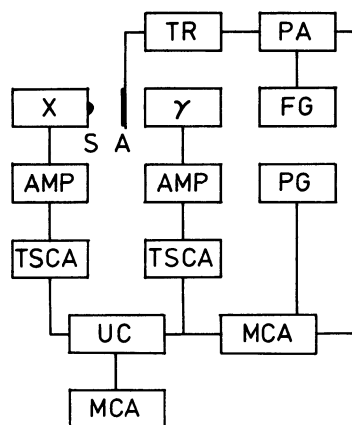 TR PA
X γ FG
S A
AMP AMP PG
TSCA TSCA
UC MCA
MCA